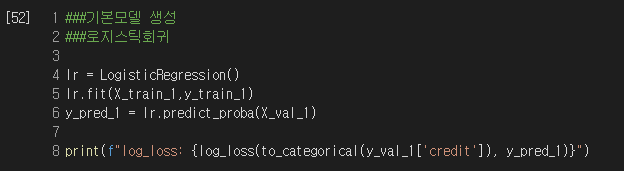 [52] 1 ###기본모델 생성
2 ###로지스틱회귀
3
4 lr = LogisticRegression()
5 lr.fit(X_train_1,y_train_1)
6 y_pred_1 = lr.predict_proba(X_val_1)
7
8 print(f"log_loss: {log_loss(to_categorical(y_val_1['credit']), y_pred_1)}")